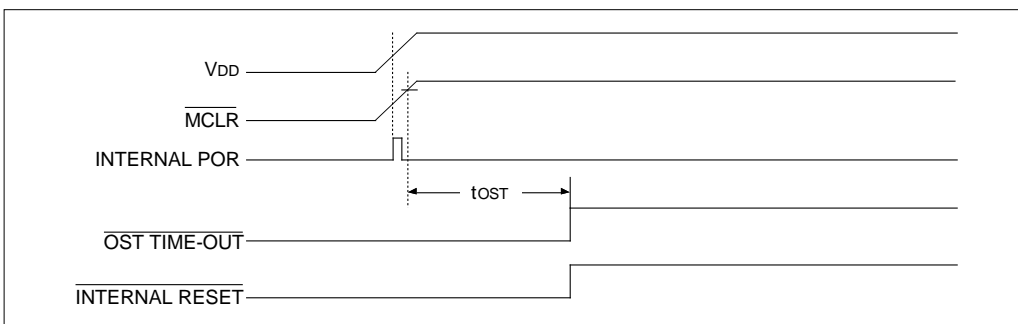 VDD
MCLR
INTERNAL POR
tOST
OST TIME-OUT
INTERNAL RESET